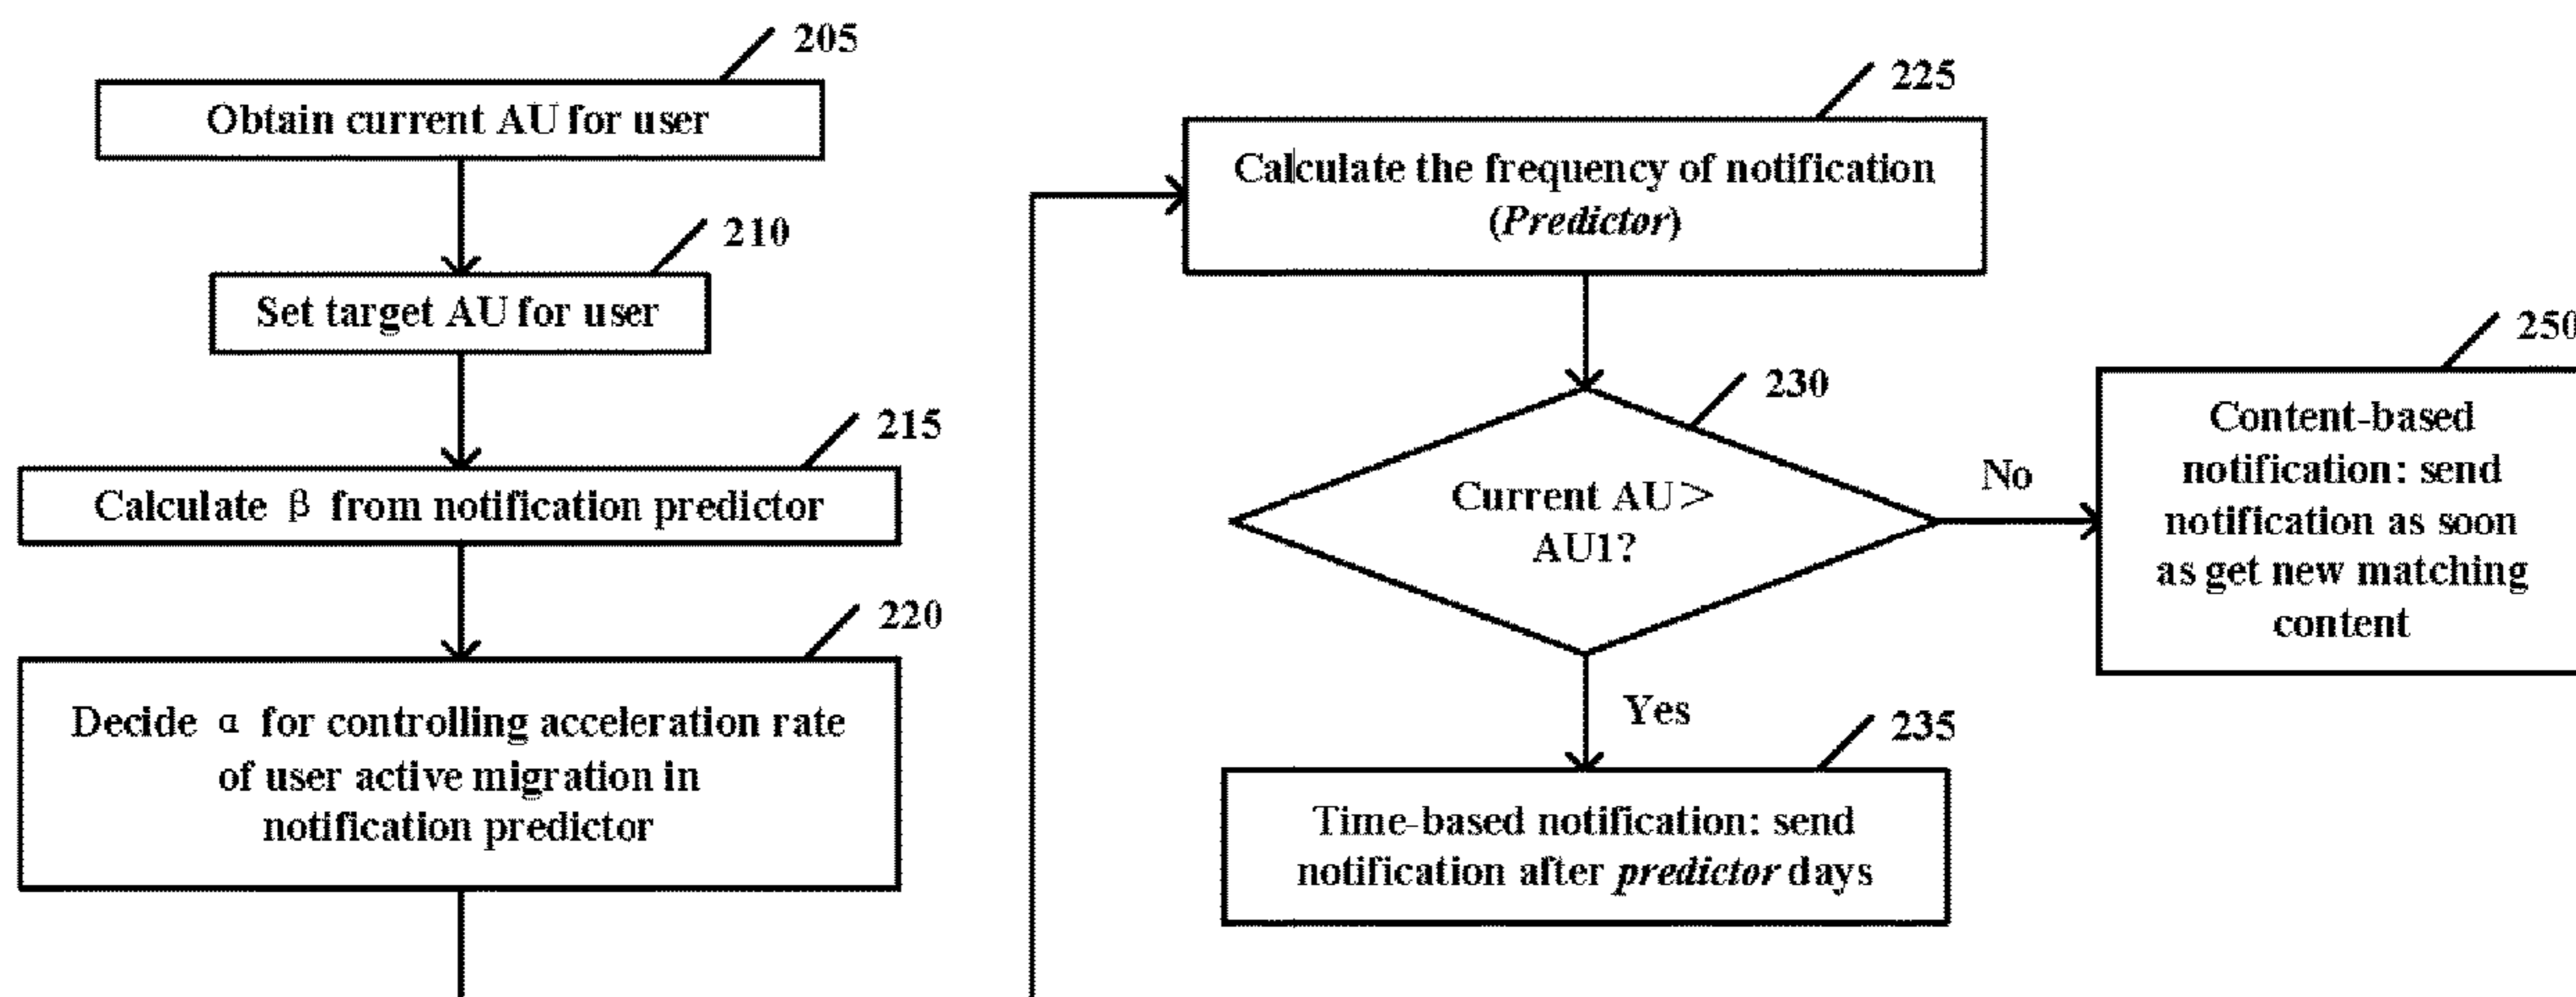 205
Obtain current AU for user
210
Set target AU for user
215
Calculate β from notification predictor
220
Decide α for controlling acceleration rate
of user active migration in
notification predictor
225
Calculate the frequency of notification
(Predictor)
230
Current AU>
AU1?
No
Yes
235
Time-based notification: send
notification after predictor days
250
Content-based
notification: send
notification as soon
as get new matching
content